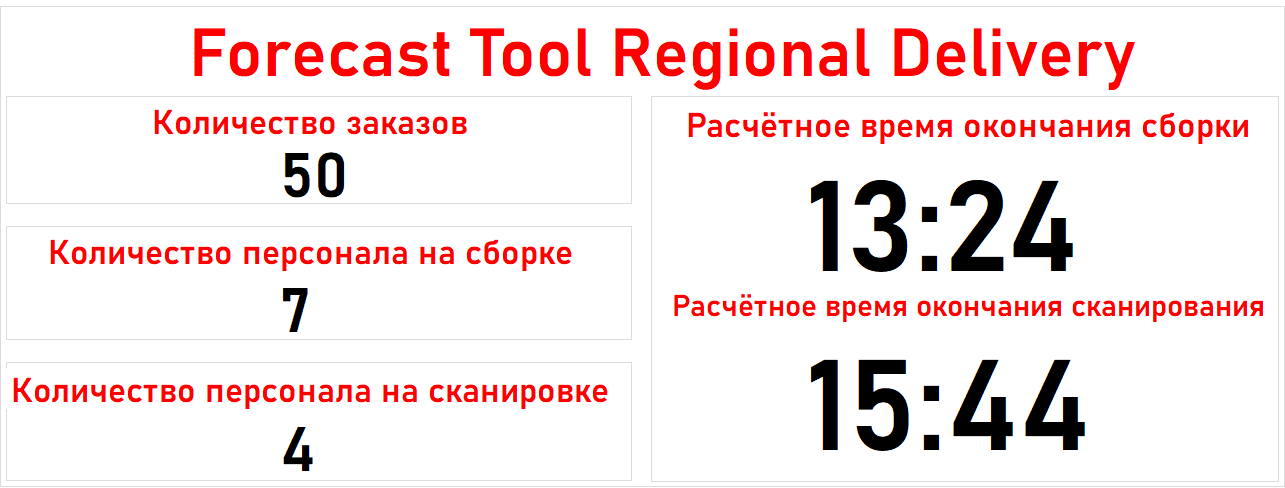 Forecast Tool Regional Delivery
Количество заказов
50
Количество персонала на сборке
7
Количество персонала на сканировке
4
Расчётное время окончания сборки
13:24
Расчётное время окончания сканирования
15:44